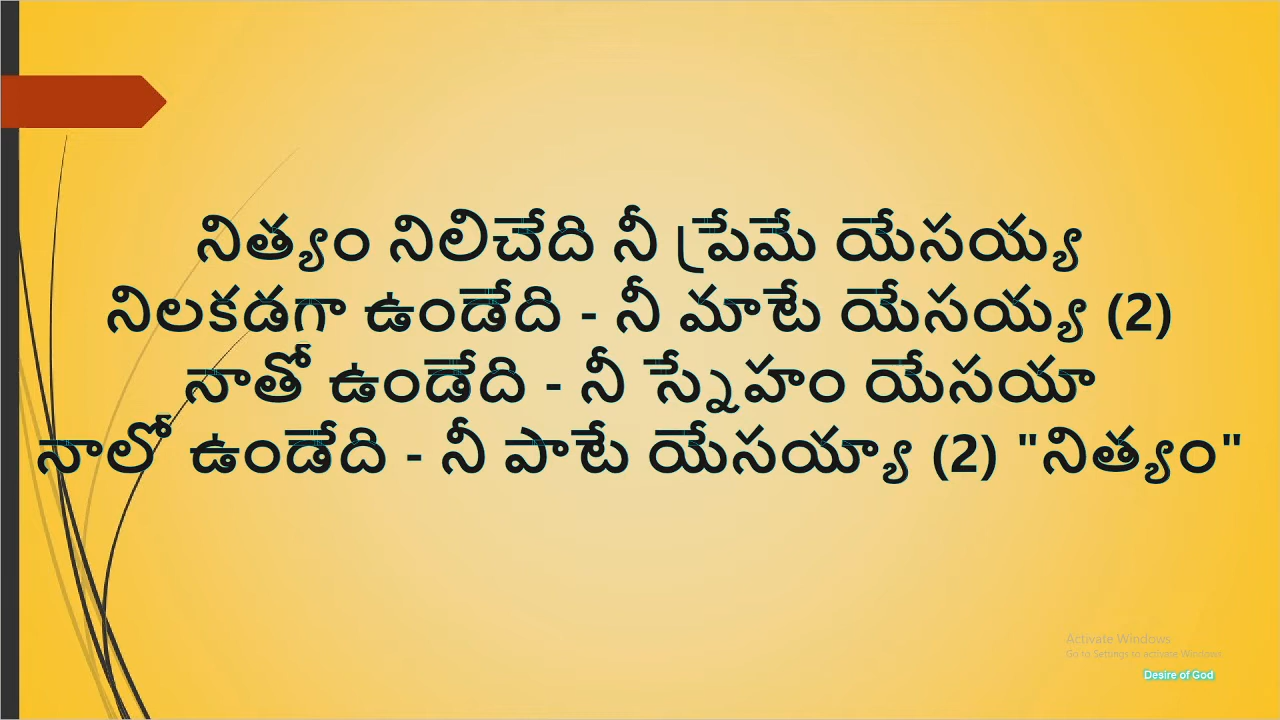 నిత్యం నిలిచేది నీ ప్రేమే యేసయ్య
నిలకడగా ఉండేది - నీ మాటే యేసయ్య (2)
నాతో ఉండేది - నీ స్నేహం యేసయా
నాలో ఉండేది - నీ పాటే యేసయ్యా (2) "నిత్యం"
Activate Windows
Go to Settings to activate Windows.
Desire of God